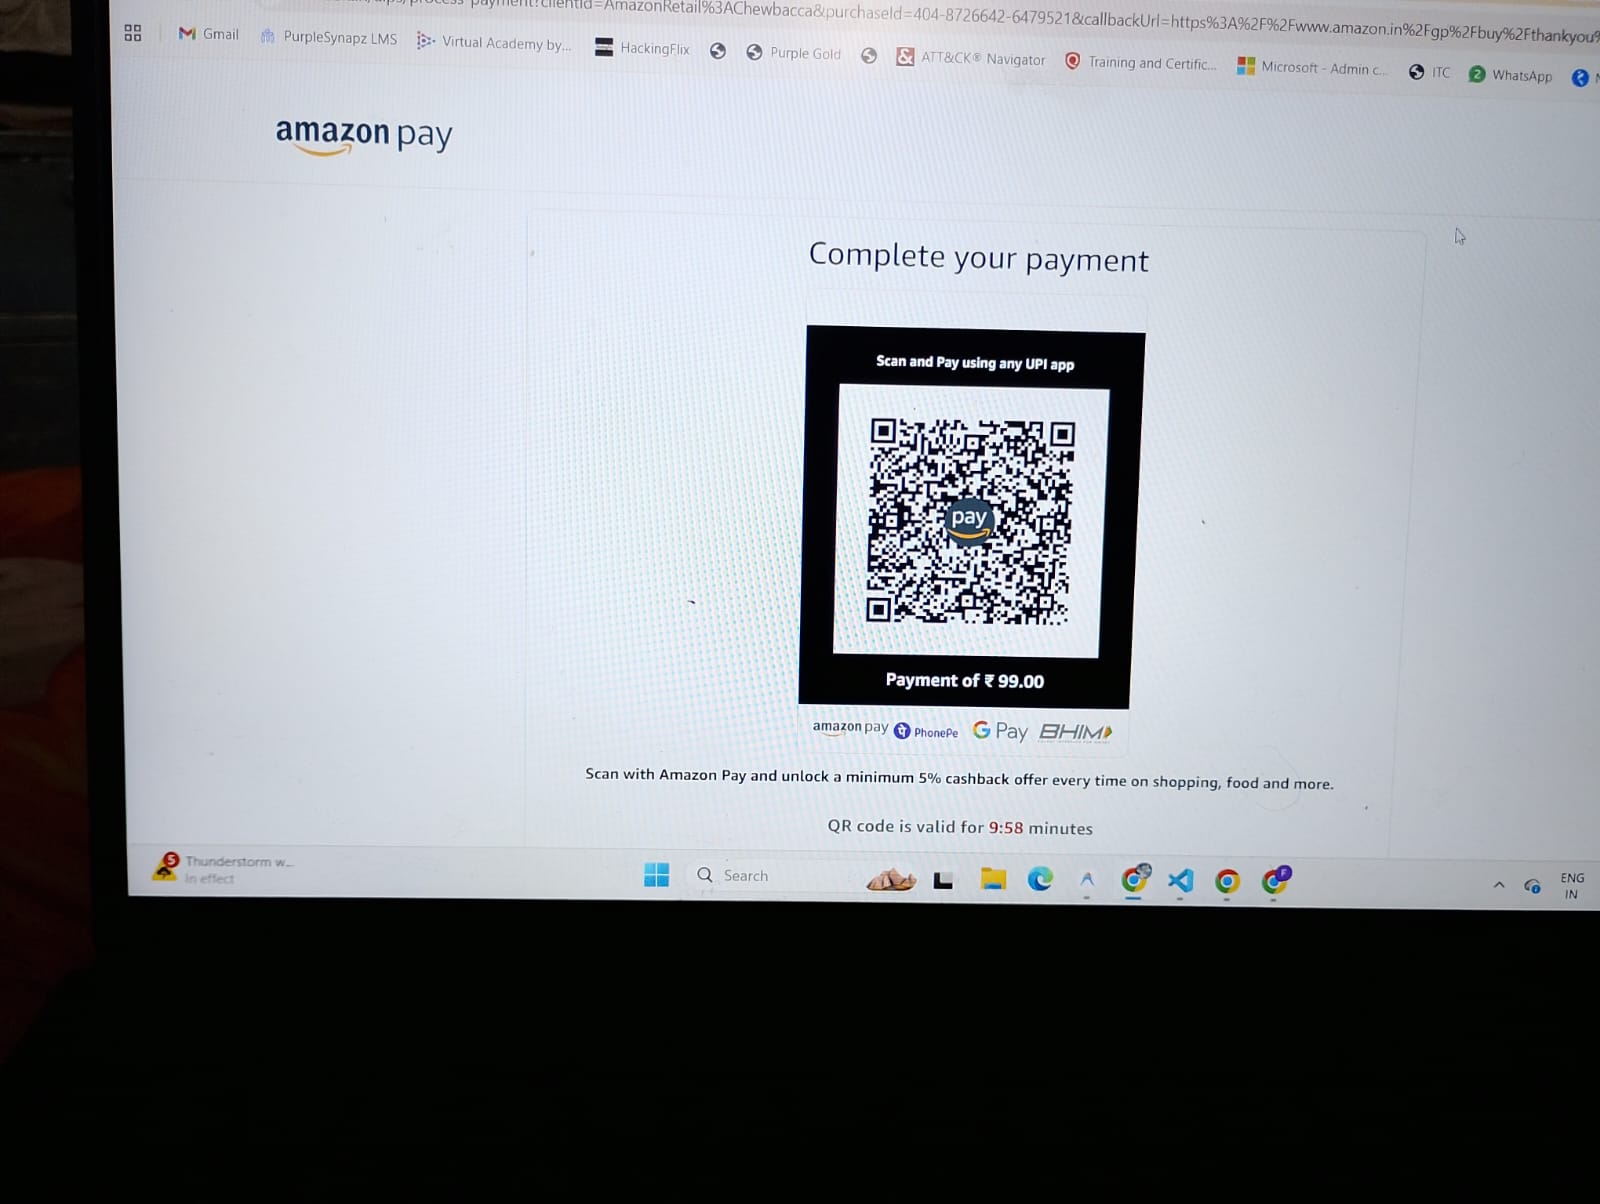 payment?clientId=AmazonRetail%3AChewbacca&purchaseId=404-8726642-6479521&callbackUrl=https%3A%2F%2Fwww.amazon.in%2Fgp%2Fbuy%2Fthankyou%
Gmail PurpleSynapz LMS Virtual Academy by... HackingFlix Purple Gold ATT&CK® Navigator Training and Certific... Microsoft - Admin c... ITC 2 WhatsApp
amazon pay
Complete your payment
Scan and Pay using any UPI app
pay
Payment of ₹ 99.00
amazon pay PhonePe G Pay BHIM
Scan with Amazon Pay and unlock a minimum 5% cashback offer every time on shopping, food and more.
QR code is valid for 9:58 minutes
5 Thunderstorm w...
In effect
Search
F
ENG
IN